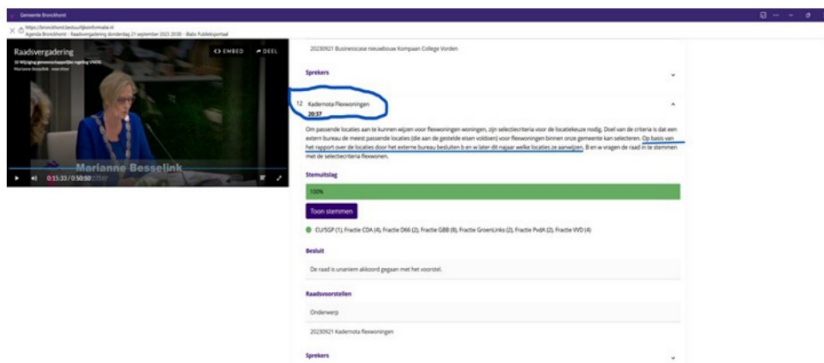 Gemeente Bronckhorst
https://bronckhorst.bestuurlijkeinformatie.nl
Agenda Bronckhorst - Raadsvergadering donderdag 21 september 2023 20:00 - iBabs Publieksportaal
Raadsvergadering
<> EMBED
DEEL
10 Wijziging gemeenschappelijke regeling VNOG
Marianne Besselink - voorzitter
Marianne Besselink
0:15:33 / 0:50:50
20230921 Businesscase nieuwbouw Kompaan College Vorden
Sprekers
12 Kadernota Flexwoningen
20:37
Om passende locaties aan te kunnen wijzen voor flexwoningen woningen, zijn selectiecriteria voor de locatiekeuze nodig. Doel van de criteria is dat een
extern bureau de meest passende locaties (die aan de gestelde eisen voldoen) voor flexwoningen binnen onze gemeente kan selecteren. Op basis van
het rapport over de locaties door het externe bureau besluiten b en w later dit najaar welke locaties ze aanwijzen. B en w vragen de raad in te stemmen
met de selectiecriteria flexwonen.
Stemuitslag
100%
Toon stemmen
CU/SGP (1), Fractie CDA (4), Fractie D66 (2), Fractie GBB (8), Fractie GroenLinks (2), Fractie PvdA (2), Fractie VVD (4)
Besluit
De raad is unaniem akkoord gegaan met het voorstel.
Raadsvoorstellen
Onderwerp
20230921 Kadernota flexwoningen
Sprekers